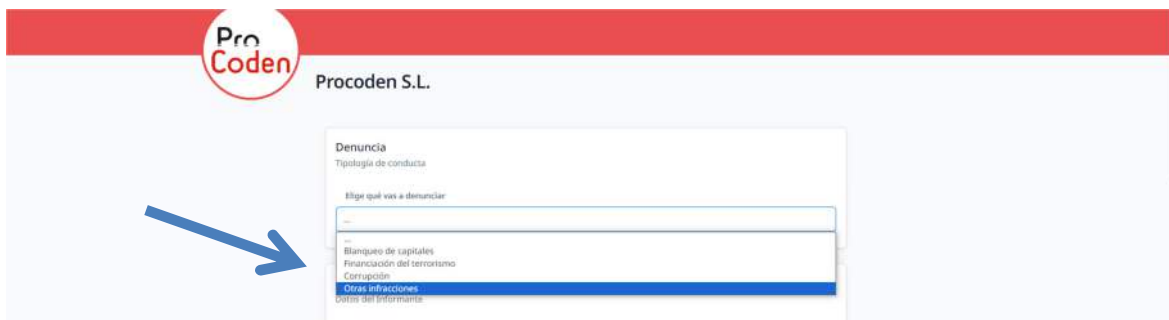 Pro
Coden
Procoden S.L.
Denuncia
Tipología de conducta
Elige qué vas a denunciar
...
...
Blanqueo de capitales
Financiación del terrorismo
Corrupción
Otras infracciones
Datos del Informante